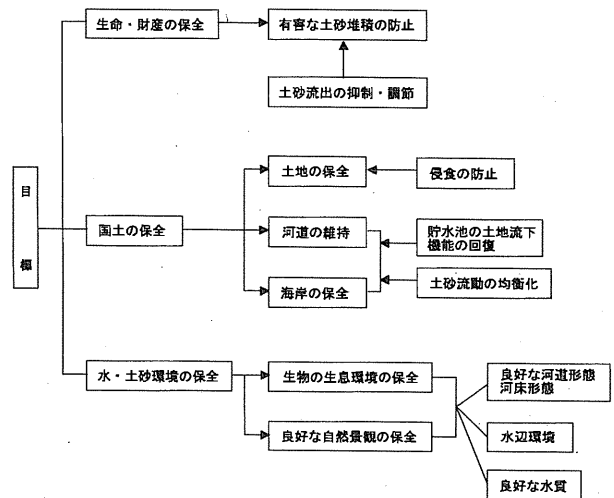 生命・財産の保全
有害な土砂堆積の防止
土砂流出の抑制・調節
目標
国土の保全
土地の保全
侵食の防止
河道の維持
貯水池の土地流下
機能の回復
海岸の保全
土砂流動の均衡化
水・土砂環境の保全
生物の生息環境の保全
良好な自然景観の保全
良好な河道形態
河床形態
水辺環境
良好な水質